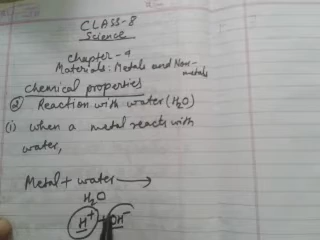 CLASS-8
Science
Chapter-4
Materials: Metals and Non-
metals
Chemical properties
② Reaction with water (H₂O)
(i) When a metal reacts with
water,
Metal + water ⟶
H₂O
H⁺ + OH⁻